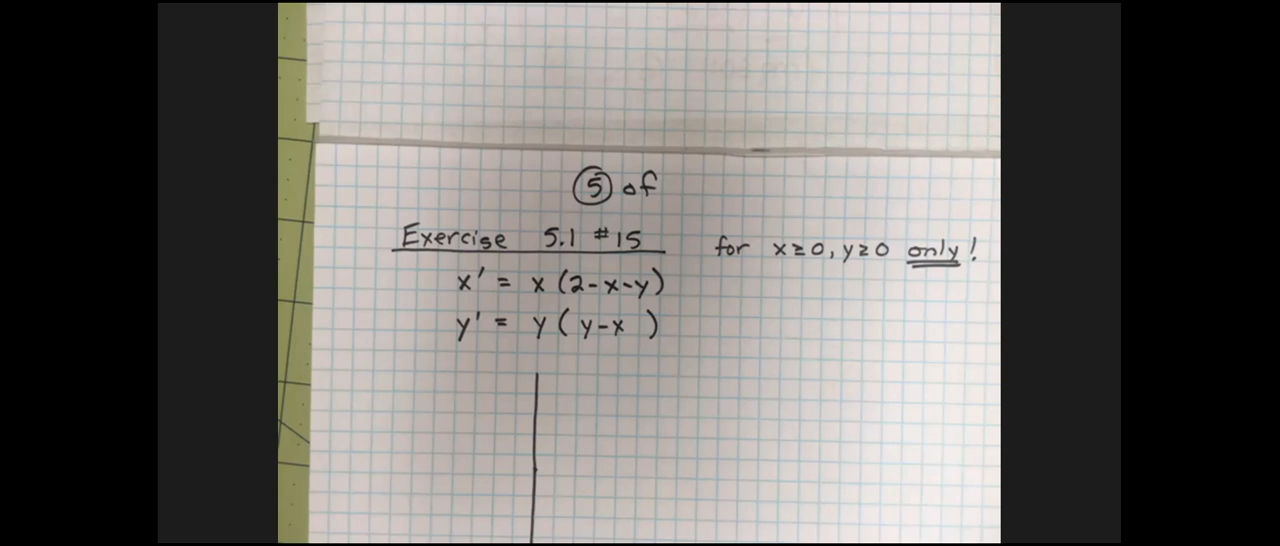 ⑤ of
Exercise 5.1 #15 for x≥0, y≥0 only!
x' = x (2-x-y)
y' = y ( y-x )